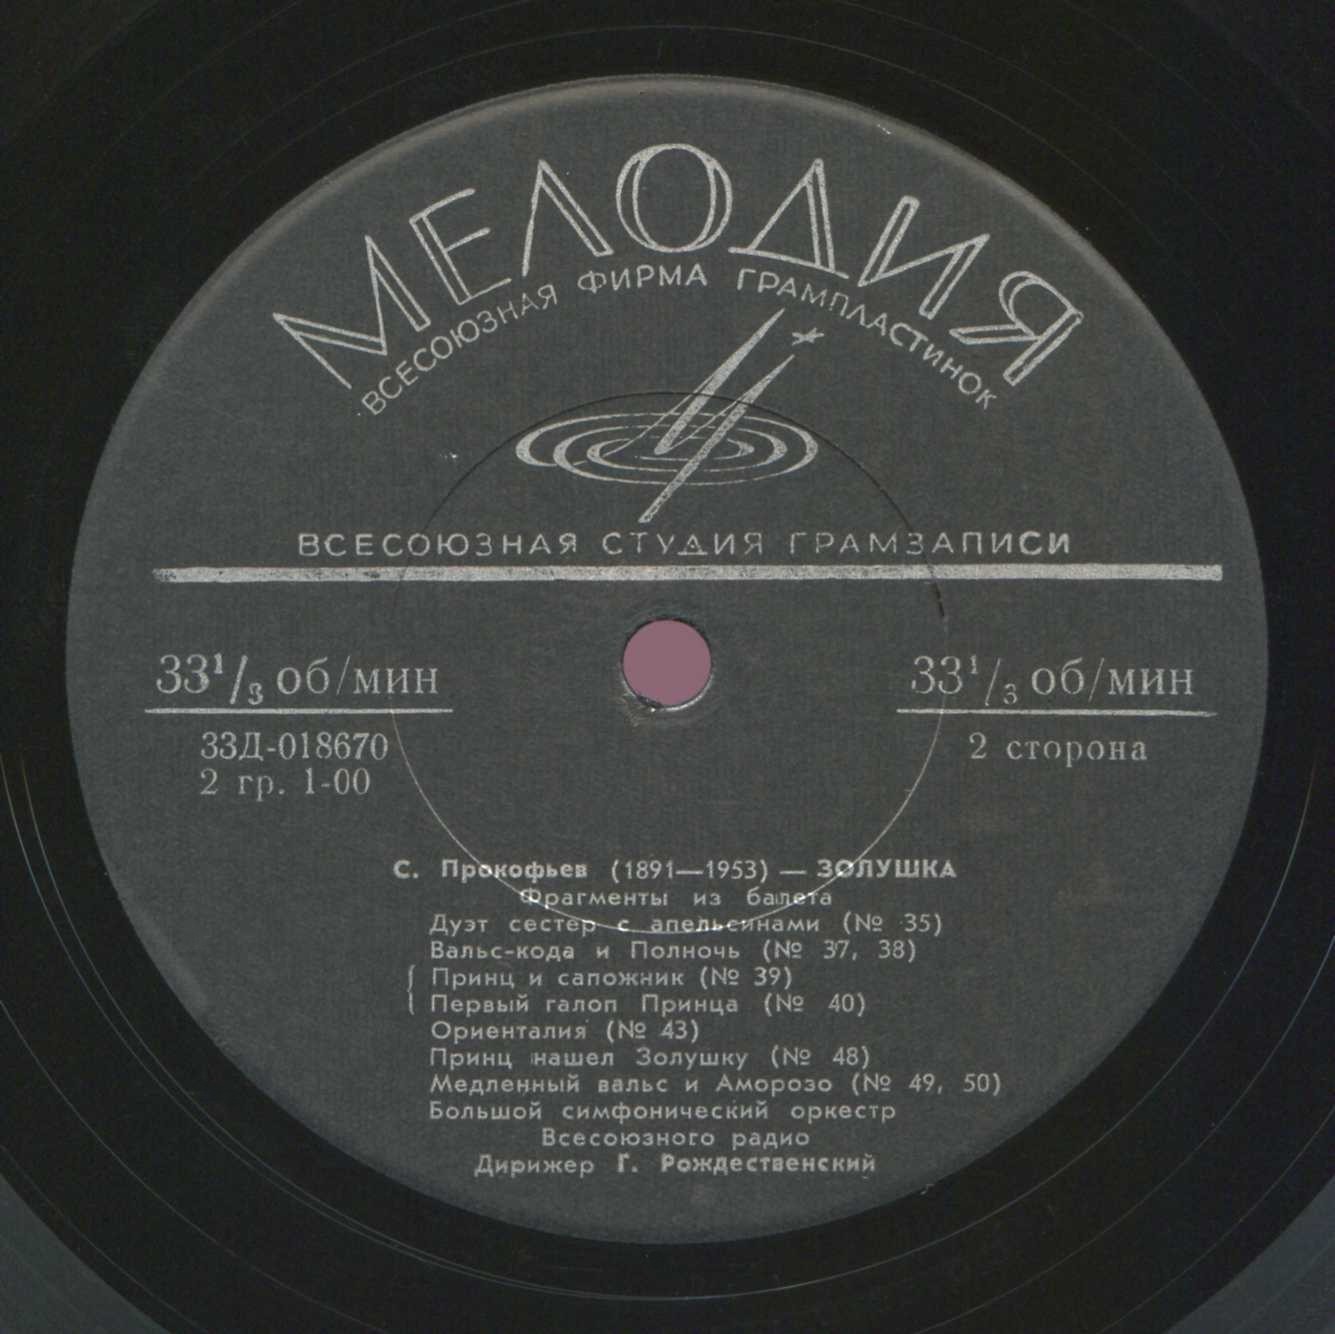 МЕЛОДИЯ
ВСЕСОЮЗНАЯ ФИРМА ГРАМПЛАСТИНОК
ВСЕСОЮЗНАЯ СТУДИЯ ГРАМЗАПИСИ
33¹/₃ об/мин
33¹/₃ об/мин
33Д-018670
2 сторона
2 гр. 1-00
С. Прокофьев (1891—1953) — ЗОЛУШКА
Фрагменты из балета
Дуэт сестер с апельсинами (№ 35)
Вальс-кода и Полночь (№ 37, 38)
Принц и сапожник (№ 39)
Первый галоп Принца (№ 40)
Ориенталия (№ 43)
Принц нашел Золушку (№ 48)
Медленный вальс и Аморозо (№ 49, 50)
Большой симфонический оркестр
Всесоюзного радио
Дирижер Г. Рождественский